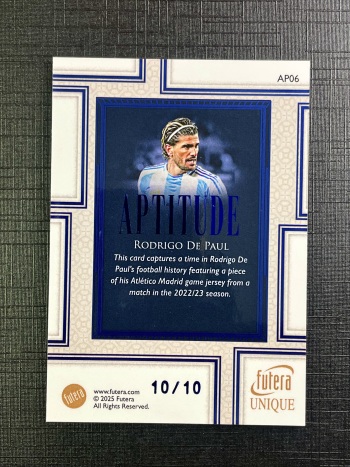 AP06
APTITUDE
RODRIGO DE PAUL
This card captures a time in Rodrigo De
Paul's football history featuring a piece
of his Atlético Madrid game jersey from a
match in the 2022/23 season.
futera
www.futera.com
© 2025 Futera
All Rights Reserved.
10/10
futera
UNIQUE